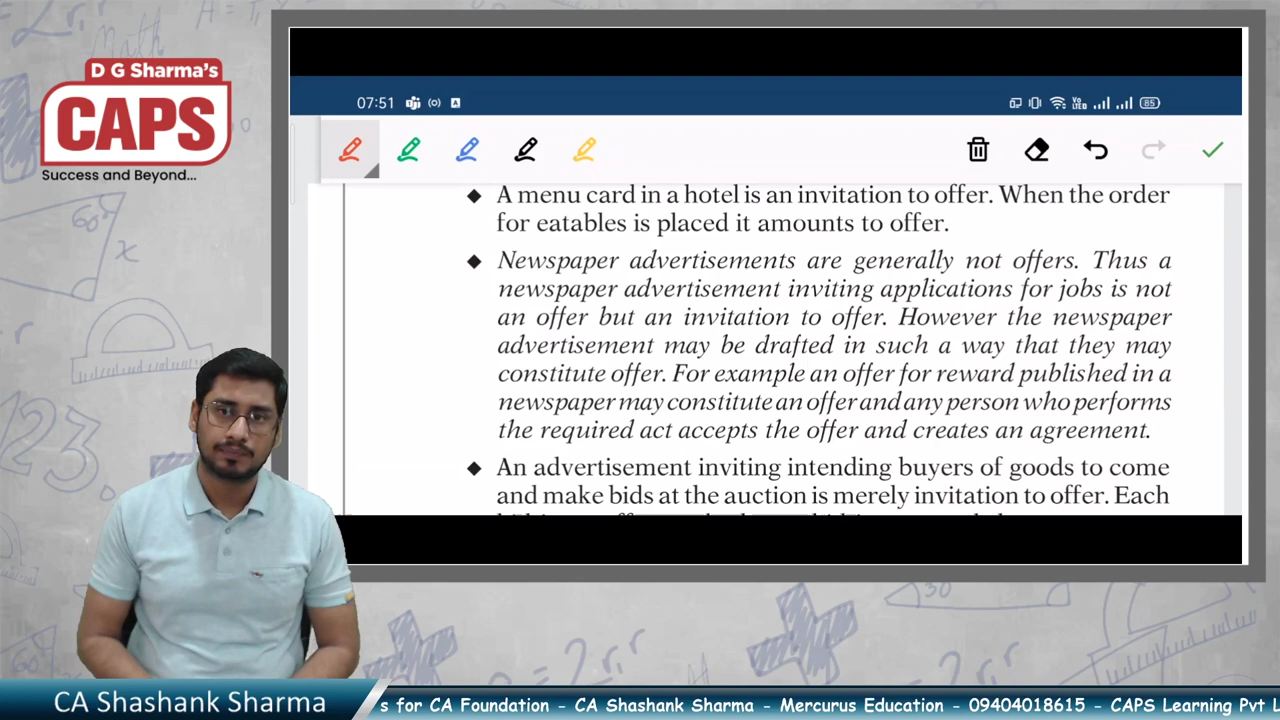 D G Sharma's
CAPS
Success and Beyond...
07:51
85
A menu card in a hotel is an invitation to offer. When the order
for eatables is placed it amounts to offer.
Newspaper advertisements are generally not offers. Thus a
newspaper advertisement inviting applications for jobs is not
an offer but an invitation to offer. However the newspaper
advertisement may be drafted in such a way that they may
constitute offer. For example an offer for reward published in a
newspaper may constitute an offer and any person who performs
the required act accepts the offer and creates an agreement.
An advertisement inviting intending buyers of goods to come
and make bids at the auction is merely invitation to offer. Each
CA Shashank Sharma
s for CA Foundation - CA Shashank Sharma - Mercurus Education - 09404018615 - CAPS Learning Pvt L